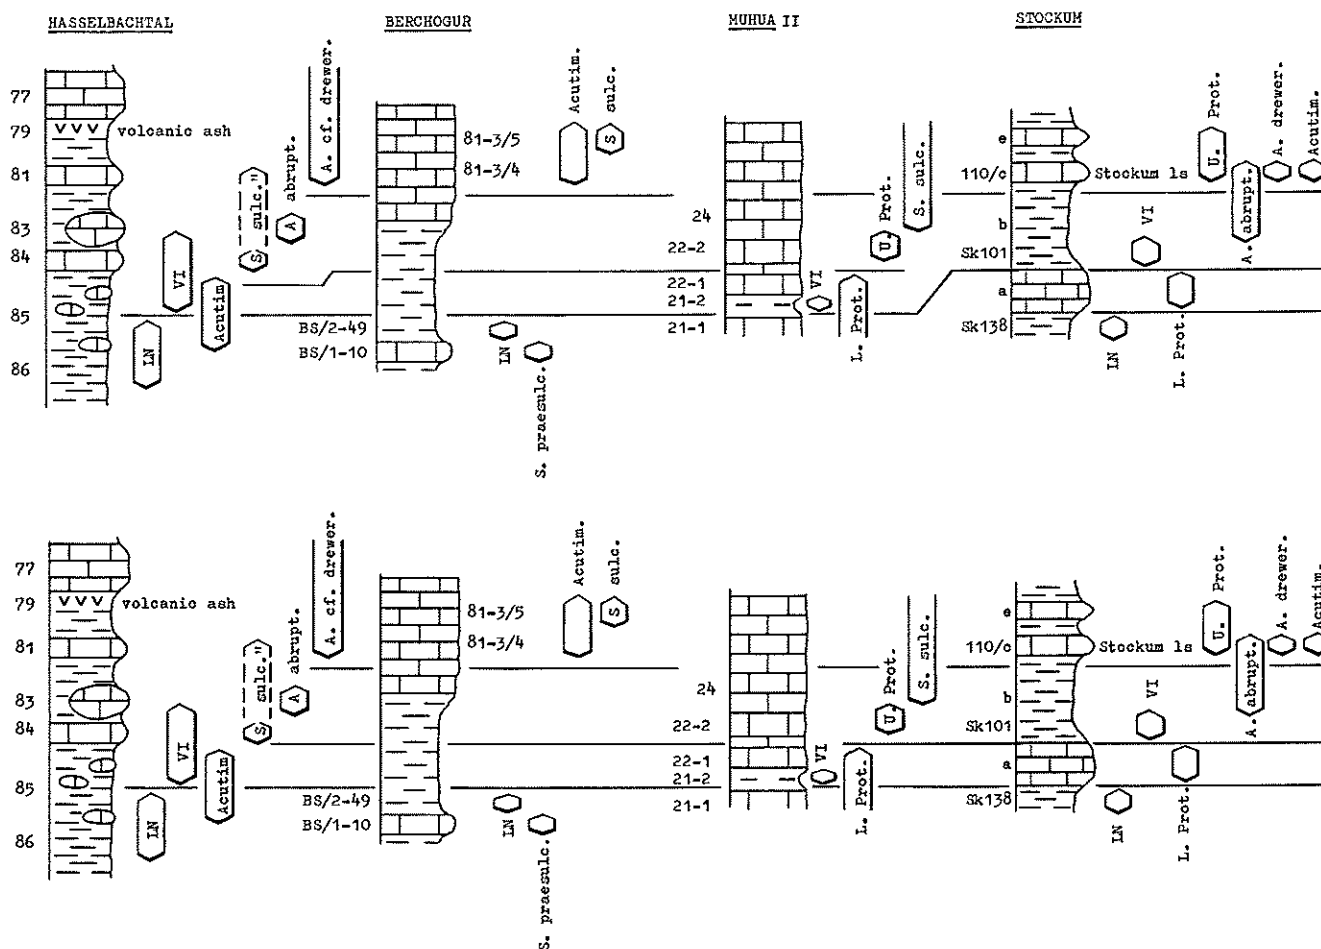 HASSELBACHTAL
BERCHOGUR
MUHUA II
STOCKUM
77
79
volcanic ash
81
83
84
85
86
LN
VI
Acutim
S sulc."
A abrupt.
A. cf. drewer.
81-3/5
81-3/4
BS/2-49
BS/1-10
LN
S. praesulc.
Acutim.
S sulc.
24
22-2
22-1
21-2
21-1
VI
L. Prot.
U. Prot.
S. sulc.
e
110/c
b
Sk101
a
Sk138
Stockum ls
LN
VI
L. Prot.
U. Prot.
A. abrupt.
A. drewer.
Acutim.
77
79
volcanic ash
81
83
84
85
86
LN
VI
Acutim
S sulc."
A abrupt.
A. cf. drewer.
81-3/5
81-3/4
BS/2-49
BS/1-10
LN
S. praesulc.
Acutim.
S sulc.
24
22-2
22-1
21-2
21-1
VI
L. Prot.
U. Prot.
S. sulc.
e
110/c
b
Sk101
a
Sk138
Stockum ls
LN
VI
L. Prot.
U. Prot.
A. abrupt.
A. drewer.
Acutim.